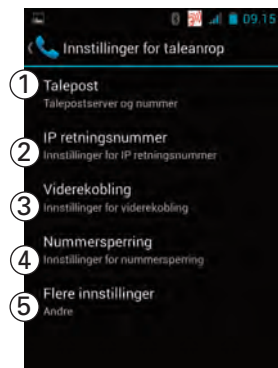 09.15
Innstillinger for taleanrop
1 Talepost
Talepostserver og nummer
2 IP retningsnummer
Innstillinger for IP retningsnummer
3 Viderekobling
Innstillinger for viderekobling
4 Nummersperring
Innstillinger for nummersperring
5 Flere innstillinger
Andre